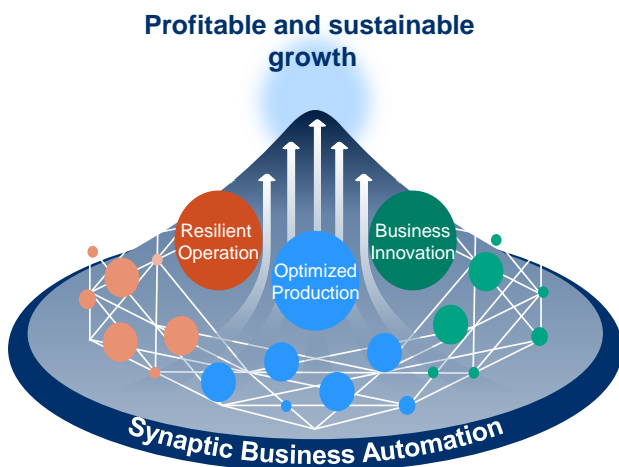 Profitable and sustainable
growth
Resilient
Operation
Optimized
Production
Business
Innovation
Synaptic Business Automation